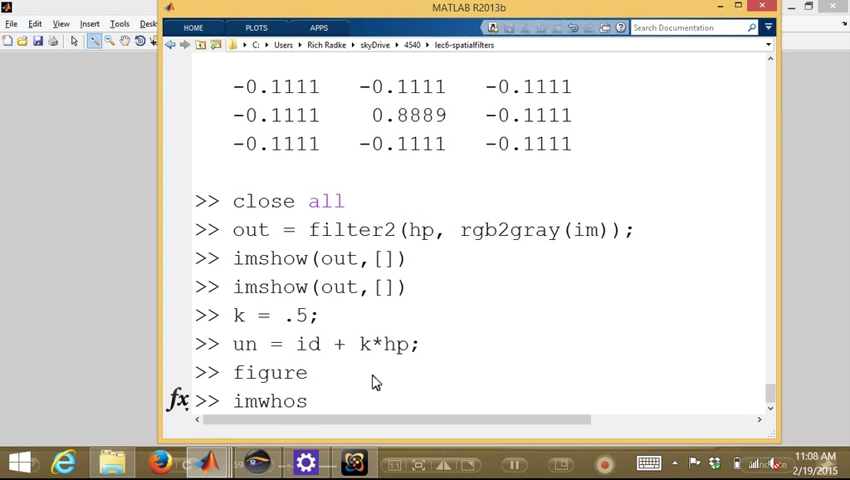 MATLAB R2013b
HOME PLOTS APPS
Search Documentation
File Edit View Insert Tools Desk
C: Users Rich Radke skyDrive 4540 lec6-spatialfilters
-0.1111 -0.1111 -0.1111
-0.1111 0.8889 -0.1111
-0.1111 -0.1111 -0.1111
>> close all
>> out = filter2(hp, rgb2gray(im));
>> imshow(out,[])
>> imshow(out,[])
>> k = .5;
>> un = id + k*hp;
>> figure
fx >> imwhos
11:08 AM
2/19/2015